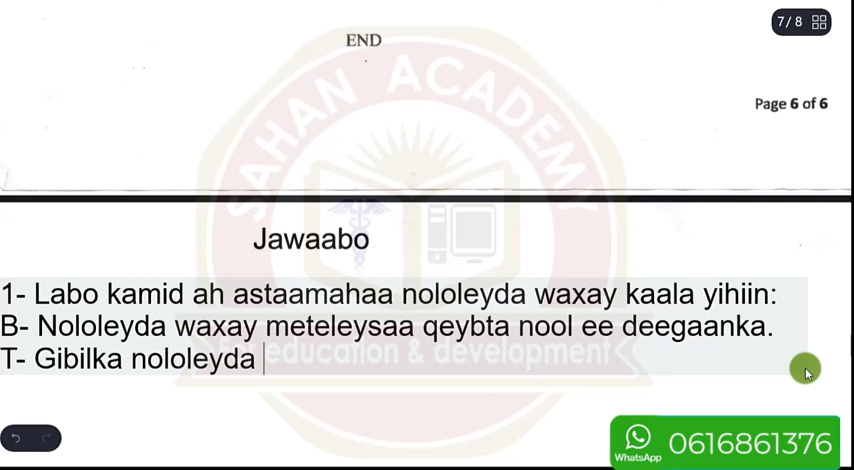 7/8
END
Page 6 of 6
SAHAN ACADEMY
Jawaabo
1- Labo kamid ah astaamahaa nololeyda waxay kaala yihiin:
B- Nololeyda waxay meteleysaa qeybta nool ee deegaanka.
T- Gibilka nololeyda
For education & development
WhatsApp
0616861376